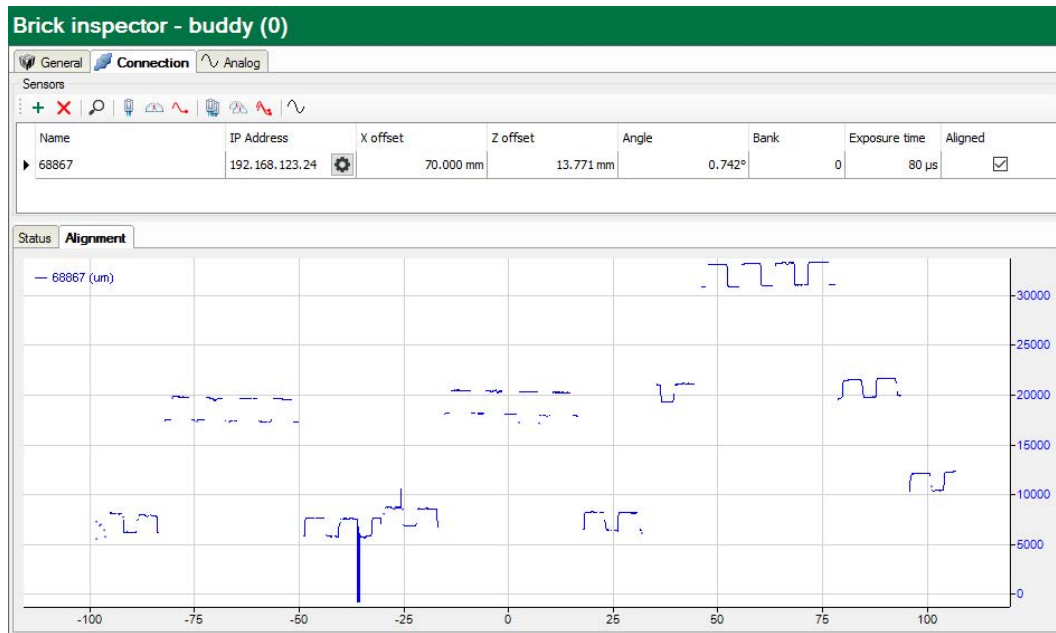 Brick inspector - buddy (0)
General Connection Analog
Sensors
Name IP Address X offset Z offset Angle Bank Exposure time Aligned
68867 192.168.123.24 70.000 mm 13.771 mm 0.742° 0 80 µs
Status Alignment
68867 (um)
30000
25000
20000
15000
10000
5000
0
-100 -75 -50 -25 0 25 50 75 100